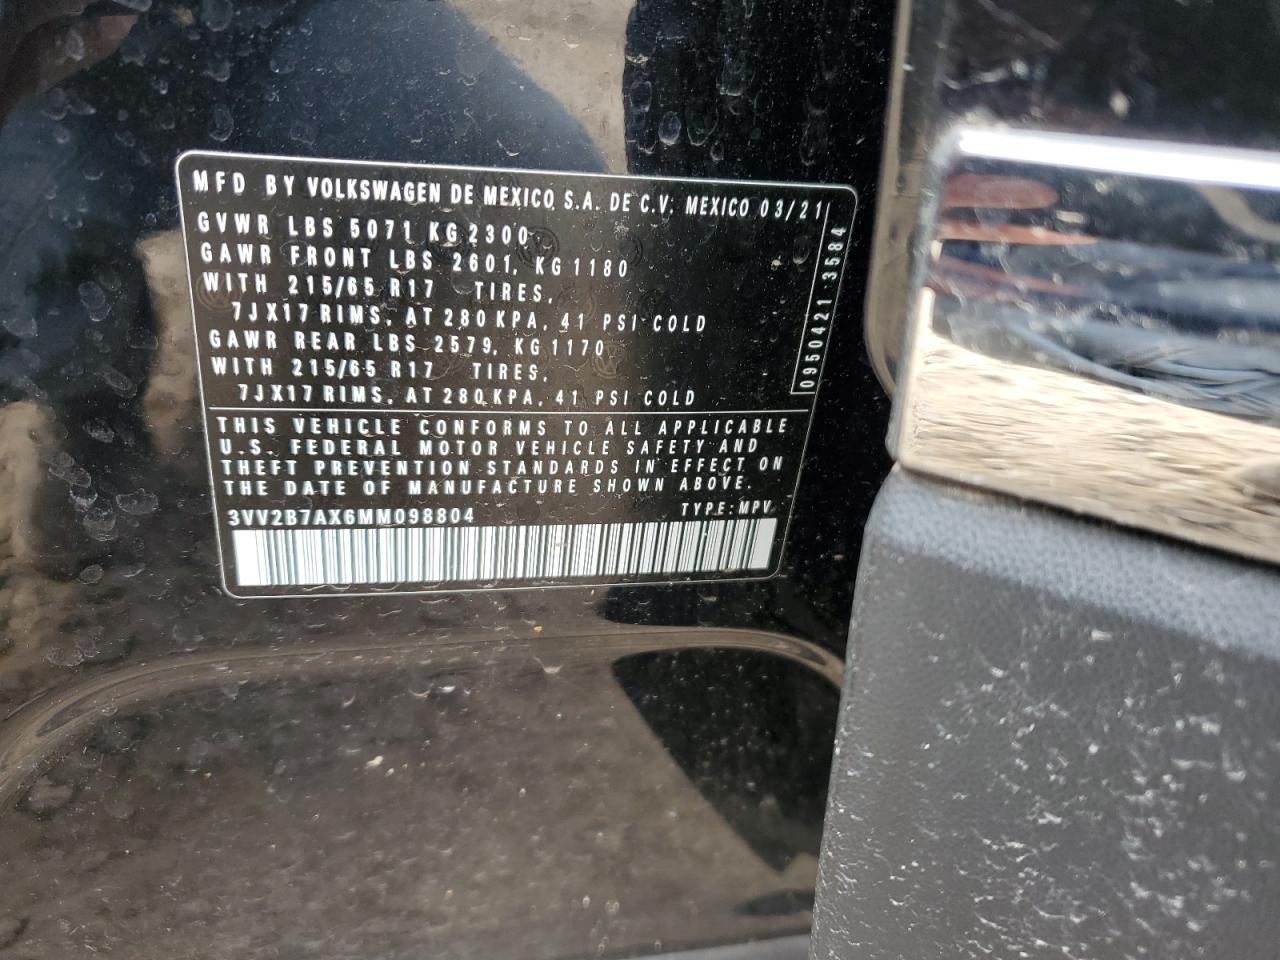 MFD BY VOLKSWAGEN DE MEXICO S.A. DE C.V. MEXICO 03/21
GVWR LBS 5071 KG 2300
GAWR FRONT LBS 2601, KG 1180
WITH 215/65 R17 TIRES,
7JX17 RIMS, AT 280 KPA, 41 PSI COLD
GAWR REAR LBS 2579, KG 1170
WITH 215/65 R17 TIRES,
7JX17 RIMS, AT 280 KPA, 41 PSI COLD
0950421 3584
THIS VEHICLE CONFORMS TO ALL APPLICABLE
U.S. FEDERAL MOTOR VEHICLE SAFETY AND
THEFT PREVENTION STANDARDS IN EFFECT ON
THE DATE OF MANUFACTURE SHOWN ABOVE.
3VV2B7AX6MM098804 TYPE: MPV